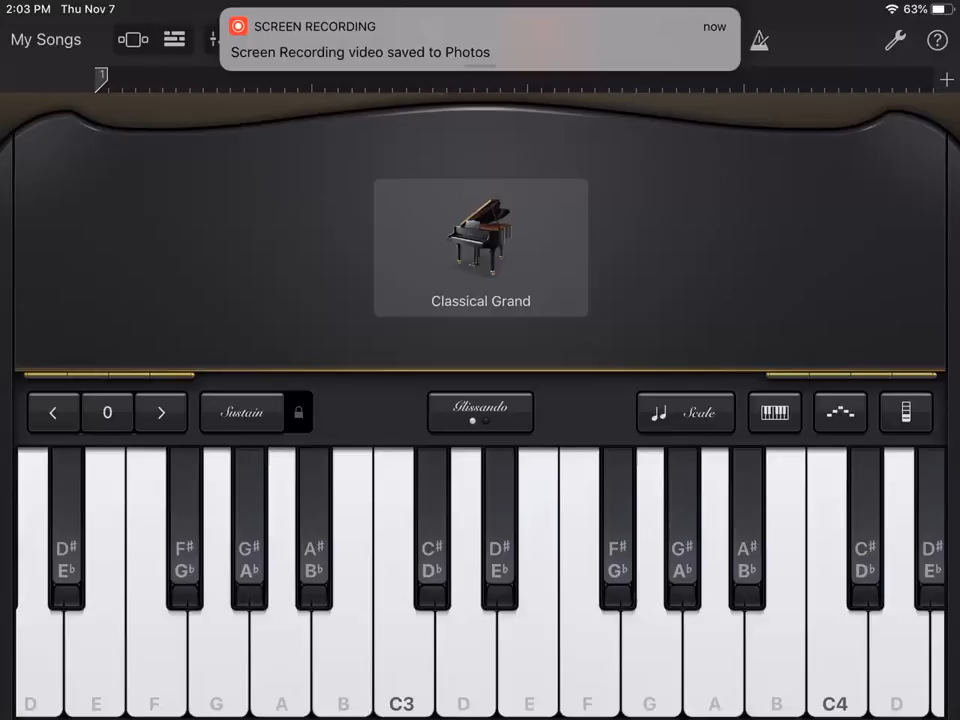 2:03 PM Thu Nov 7
63%
SCREEN RECORDING
now
Screen Recording video saved to Photos
My Songs
?
1
Classical Grand
0
Sustain
Glissando
Scale
D♯ F♯ G♯ A♯ C♯ D♯ F♯ G♯ A♯ C♯ D♯
E♭ G♭ A♭ B♭ D♭ E♭ G♭ A♭ B♭ D♭ E♭
D E F G A B C3 D E F G A B C4 D